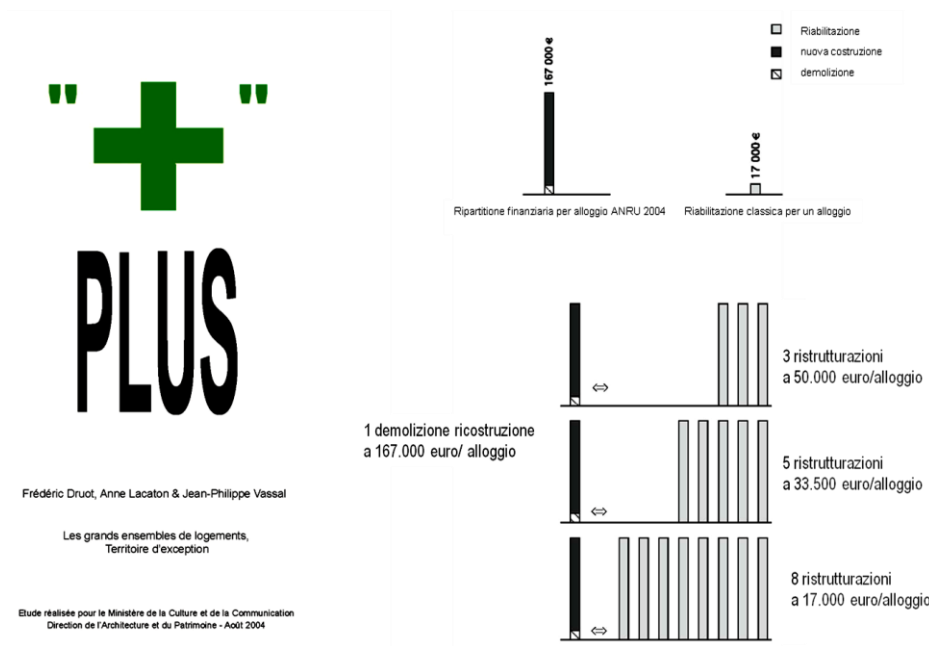 "+"
PLUS
Frédéric Druot, Anne Lacaton & Jean-Philippe Vassal
Les grands ensembles de logements,
Territoire d'exception
Etude réalisée pour le Ministère de la Culture et de la Communication
Direction de l'Architecture et du Patrimoine - Août 2004
Riabilitazione
nuova costruzione
demolizione
167 000 €
17 000 €
Ripartitione finanziaria per alloggio ANRU 2004
Riabilitazione classica per un alloggio
1 demolizione ricostruzione
a 167.000 euro/ alloggio
3 ristrutturazioni
a 50.000 euro/alloggio
5 ristrutturazioni
a 33.500 euro/alloggio
8 ristrutturazioni
a 17.000 euro/alloggio